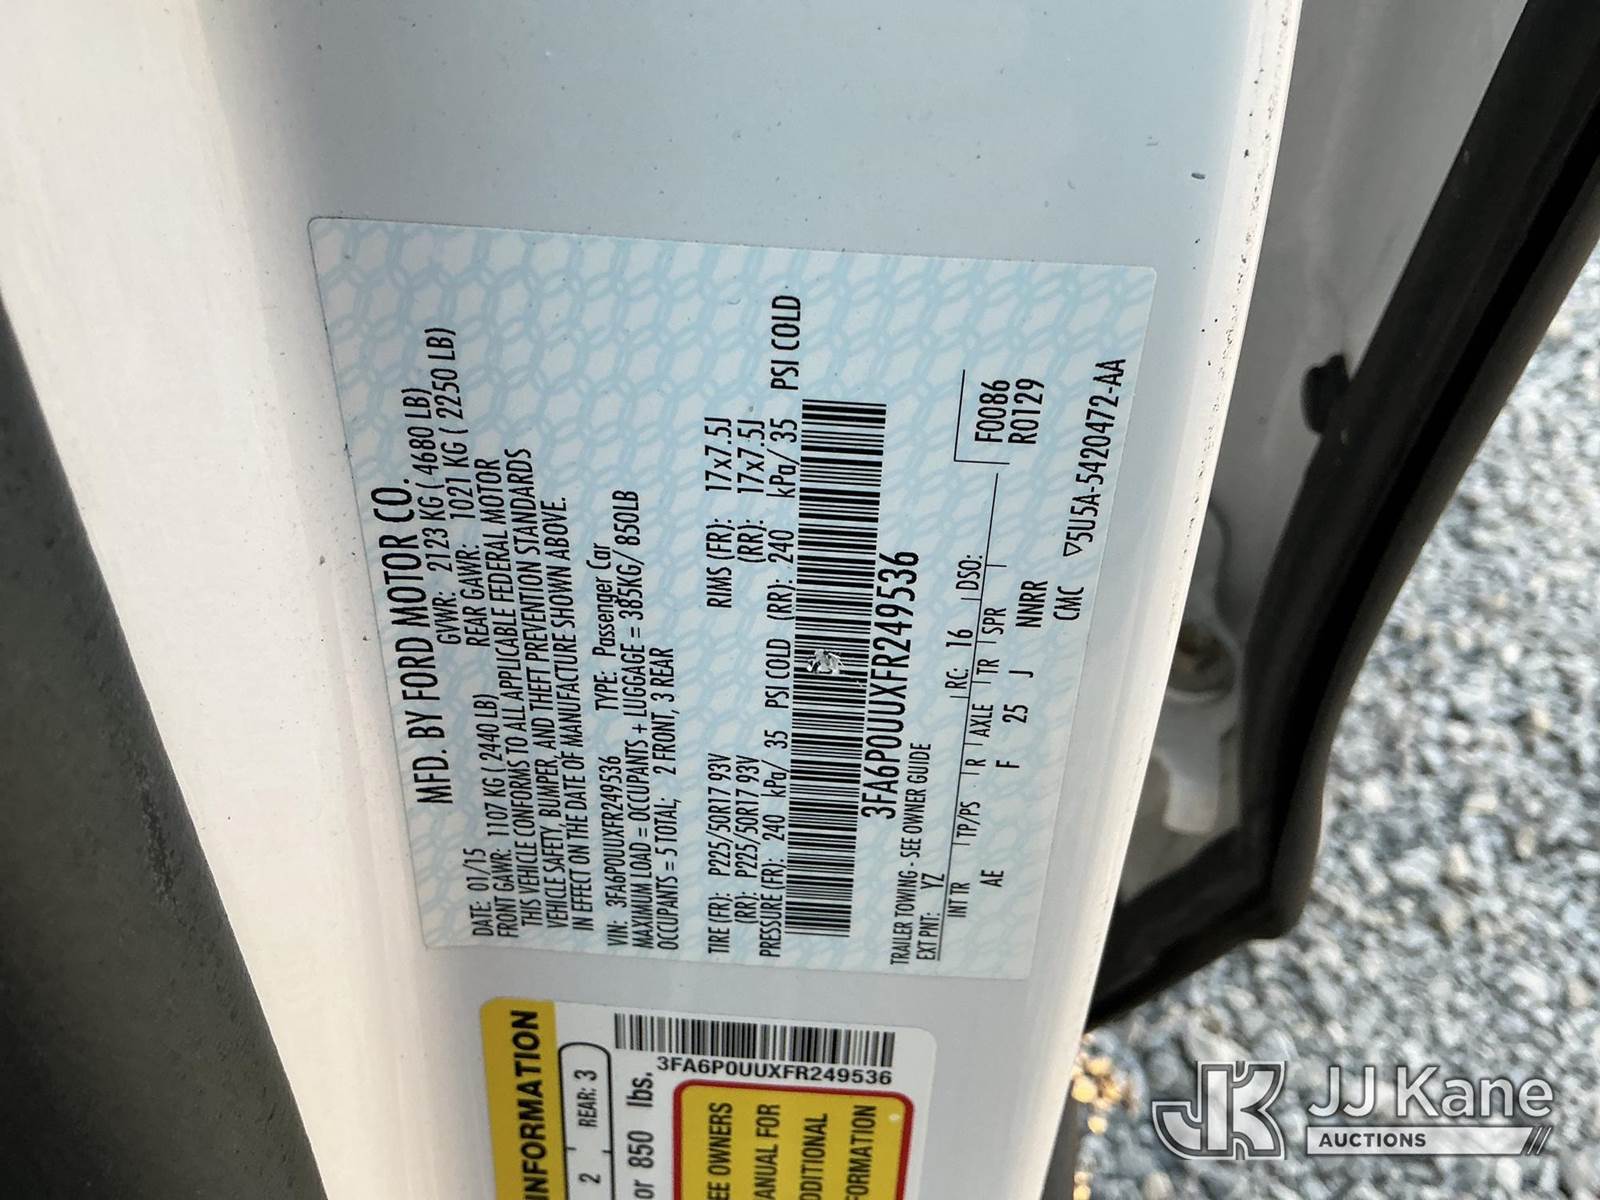 MFD. BY FORD MOTOR CO.
DATE: 01/15 GVWR: 2123 KG ( 4680 LB)
FRONT GAWR: 1107 KG ( 2440 LB) REAR GAWR: 1021 KG ( 2250 LB)
THIS VEHICLE CONFORMS TO ALL APPLICABLE FEDERAL MOTOR
VEHICLE SAFETY, BUMPER, AND THEFT PREVENTION STANDARDS
IN EFFECT ON THE DATE OF MANUFACTURE SHOWN ABOVE.
VIN: 3FA6P0UUXFR249536 TYPE: Passenger Car
MAXIMUM LOAD = OCCUPANTS + LUGGAGE = 385KG/ 850LB
OCCUPANTS = 5 TOTAL; 2 FRONT, 3 REAR
TIRE (FR): P225/50R17 93V RIMS (FR): 17x7.5J
(RR): P225/50R17 93V (RR): 17x7.5J
PRESSURE (FR): 240 kPa/ 35 PSI COLD (RR): 240 kPa/ 35 PSI COLD
3FA6P0UUXFR249536
TRAILER TOWING - SEE OWNER GUIDE
EXT PNT: YZ RC: 16 DSO: F0086
R0129
INT TR TP/PS R AXLE TR SPR
AE F 25 J NNRR
CMC ▽5U5A-5420472-AA
INFORMATION
2 REAR: 3
or 850 lbs.
3FA6P0UUXFR249536
EE OWNERS
ANUAL FOR
DDITIONAL
FORMATION
JK JJ Kane
AUCTIONS